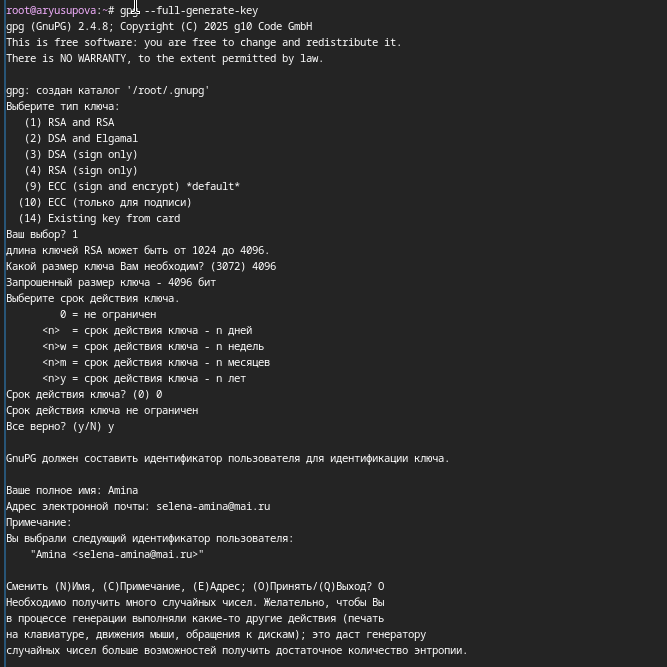 root@aryusupova:~# gpg --full-generate-key
gpg (GnuPG) 2.4.8; Copyright (C) 2025 g10 Code GmbH
This is free software: you are free to change and redistribute it.
There is NO WARRANTY, to the extent permitted by law.

gpg: создан каталог '/root/.gnupg'
Выберите тип ключа:
   (1) RSA and RSA
   (2) DSA and Elgamal
   (3) DSA (sign only)
   (4) RSA (sign only)
   (9) ECC (sign and encrypt) *default*
  (10) ECC (только для подписи)
  (14) Existing key from card
Ваш выбор? 1
длина ключей RSA может быть от 1024 до 4096.
Какой размер ключа Вам необходим? (3072) 4096
Запрошенный размер ключа - 4096 бит
Выберите срок действия ключа.
         0 = не ограничен
      <n>  = срок действия ключа - n дней
      <n>w = срок действия ключа - n недель
      <n>m = срок действия ключа - n месяцев
      <n>y = срок действия ключа - n лет
Срок действия ключа? (0) 0
Срок действия ключа не ограничен
Все верно? (y/N) y

GnuPG должен составить идентификатор пользователя для идентификации ключа.

Ваше полное имя: Amina
Адрес электронной почты: selena-amina@mai.ru
Примечание:
Вы выбрали следующий идентификатор пользователя:
    "Amina <selena-amina@mai.ru>"

Сменить (N)Имя, (C)Примечание, (E)Адрес; (O)Принять/(Q)Выход? O
Необходимо получить много случайных чисел. Желательно, чтобы Вы
в процессе генерации выполняли какие-то другие действия (печать
на клавиатуре, движения мыши, обращения к дискам); это даст генератору
случайных чисел больше возможностей получить достаточное количество энтропии.